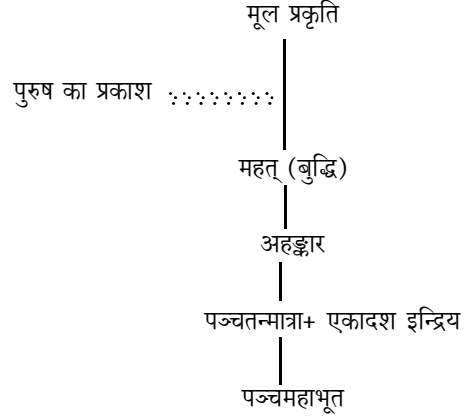 मूल प्रकृति
पुरुष का प्रकाश
महत् (बुद्धि)
अहङ्कार
पञ्चतन्मात्रा+ एकादश इन्द्रिय
पञ्चमहाभूत